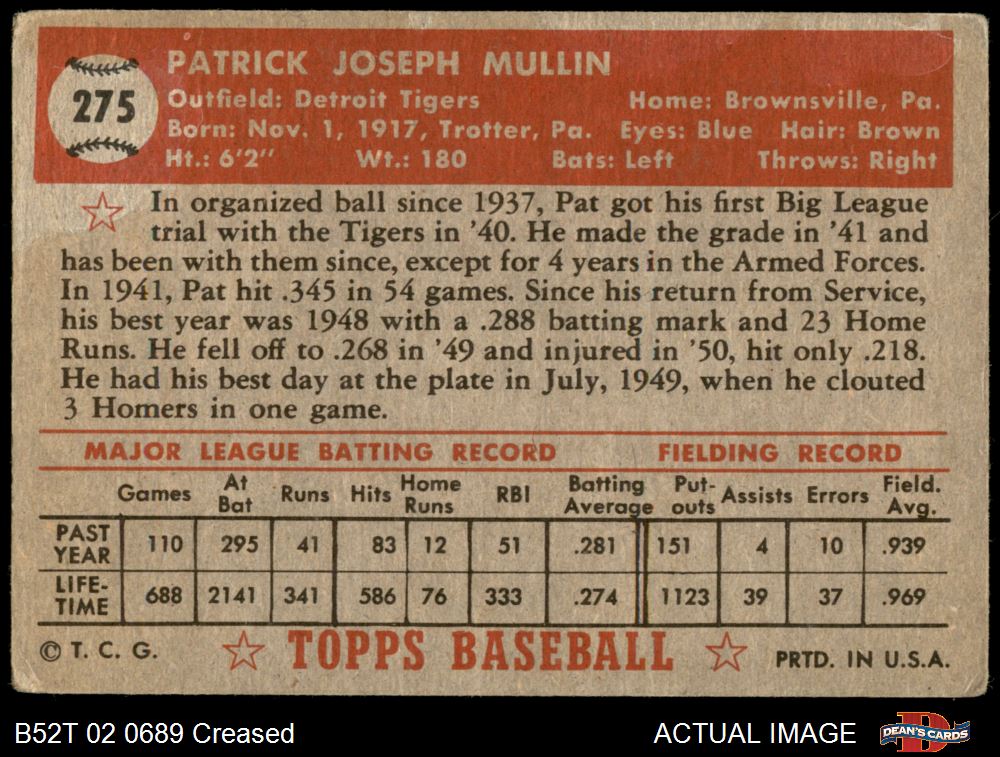 275
PATRICK JOSEPH MULLIN
Outfield: Detroit Tigers Home: Brownsville, Pa.
Born: Nov. 1, 1917, Trotter, Pa. Eyes: Blue Hair: Brown
Ht.: 6'2" Wt.: 180 Bats: Left Throws: Right
In organized ball since 1937, Pat got his first Big League
trial with the Tigers in '40. He made the grade in '41 and
has been with them since, except for 4 years in the Armed Forces.
In 1941, Pat hit .345 in 54 games. Since his return from Service,
his best year was 1948 with a .288 batting mark and 23 Home
Runs. He fell off to .268 in '49 and injured in '50, hit only .218.
He had his best day at the plate in July, 1949, when he clouted
3 Homers in one game.
MAJOR LEAGUE BATTING RECORD FIELDING RECORD
Games At Bat Runs Hits Home Runs RBI Batting Average Put-outs Assists Errors Field. Avg.
PAST YEAR 110 295 41 83 12 51 .281 151 4 10 .939
LIFE-TIME 688 2141 341 586 76 333 .274 1123 39 37 .969
© T. C. G. TOPPS BASEBALL PRTD. IN U.S.A.
B52T 02 0689 Creased ACTUAL IMAGE DEAN'S CARDS